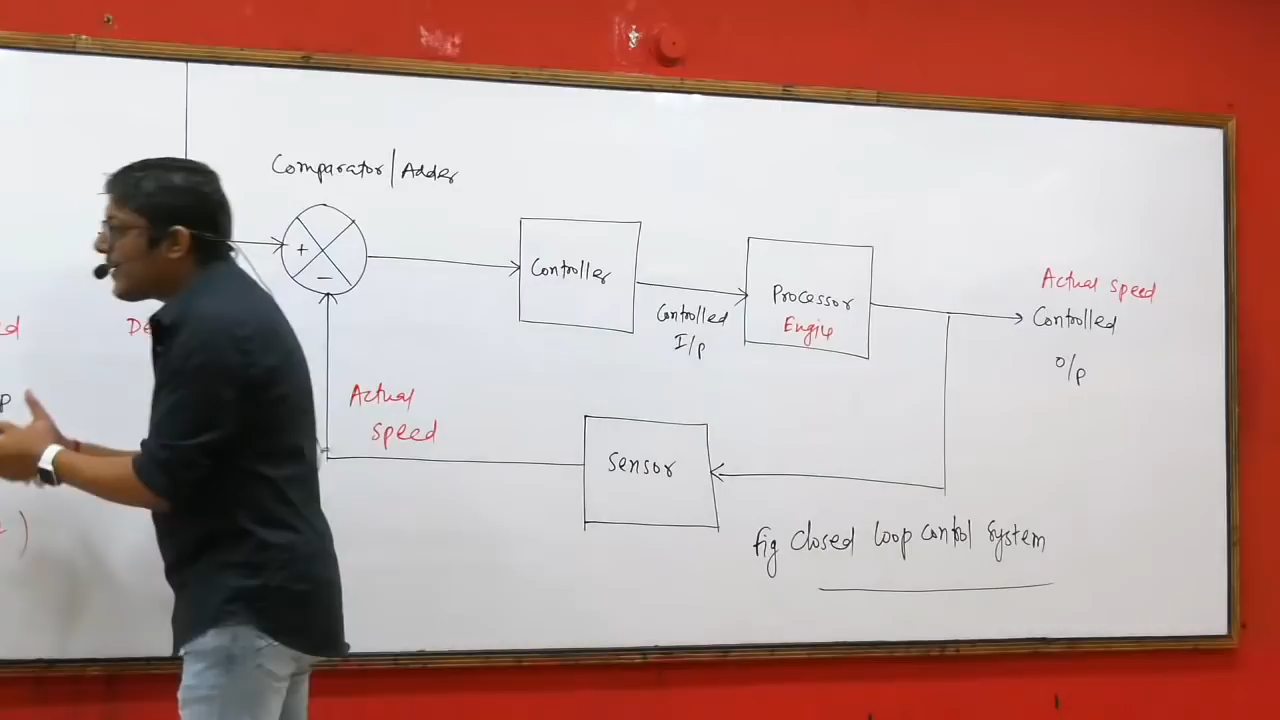 Comparator/Adder
+
−
Controller
Controlled
I/p
Processor
Engine
Actual speed
Controlled
o/p
Actual
speed
Sensor
fig closed loop control system